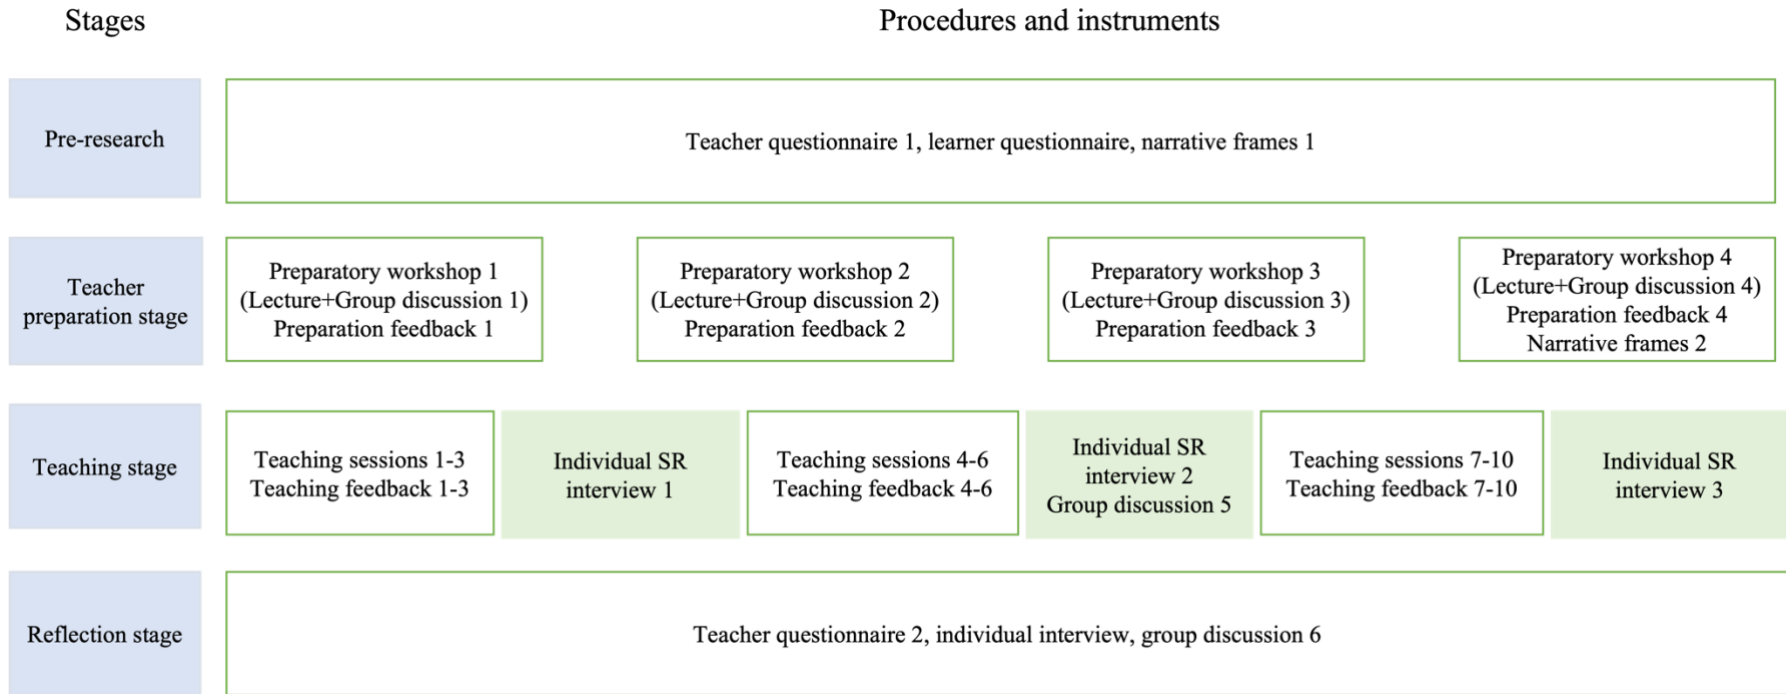 Stages
Procedures and instruments
Pre-research
Teacher questionnaire 1, learner questionnaire, narrative frames 1
Teacher
preparation stage
Preparatory workshop 1
(Lecture+Group discussion 1)
Preparation feedback 1
Preparatory workshop 2
(Lecture+Group discussion 2)
Preparation feedback 2
Preparatory workshop 3
(Lecture+Group discussion 3)
Preparation feedback 3
Preparatory workshop 4
(Lecture+Group discussion 4)
Preparation feedback 4
Narrative frames 2
Teaching stage
Teaching sessions 1-3
Teaching feedback 1-3
Individual SR
interview 1
Teaching sessions 4-6
Teaching feedback 4-6
Individual SR
interview 2
Group discussion 5
Teaching sessions 7-10
Teaching feedback 7-10
Individual SR
interview 3
Reflection stage
Teacher questionnaire 2, individual interview, group discussion 6